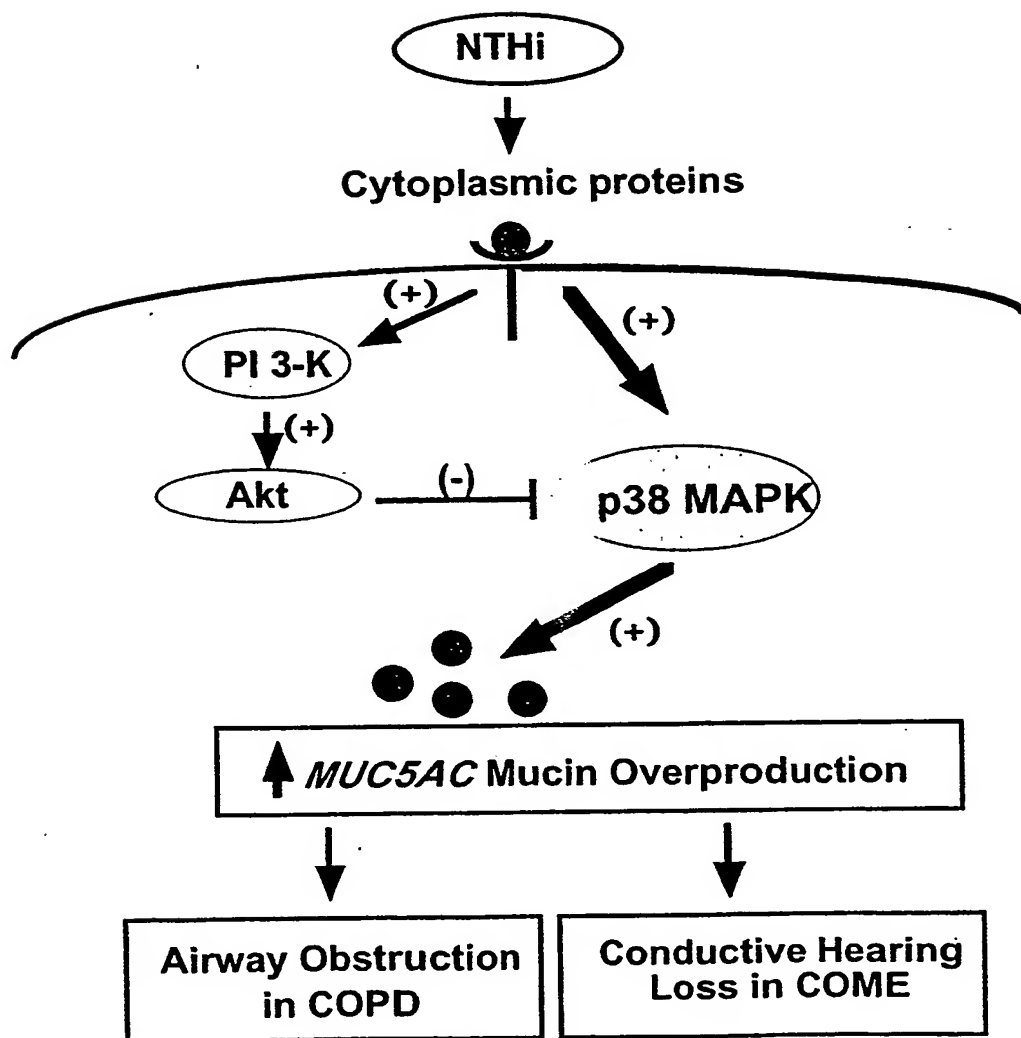 NTHi
Cytoplasmic proteins
(+)
(+)
PI 3-K
(+)
Akt
(-)
p38 MAPK
(+)
MUC5AC Mucin Overproduction
Airway Obstruction
in COPD
Conductive Hearing
Loss in COME